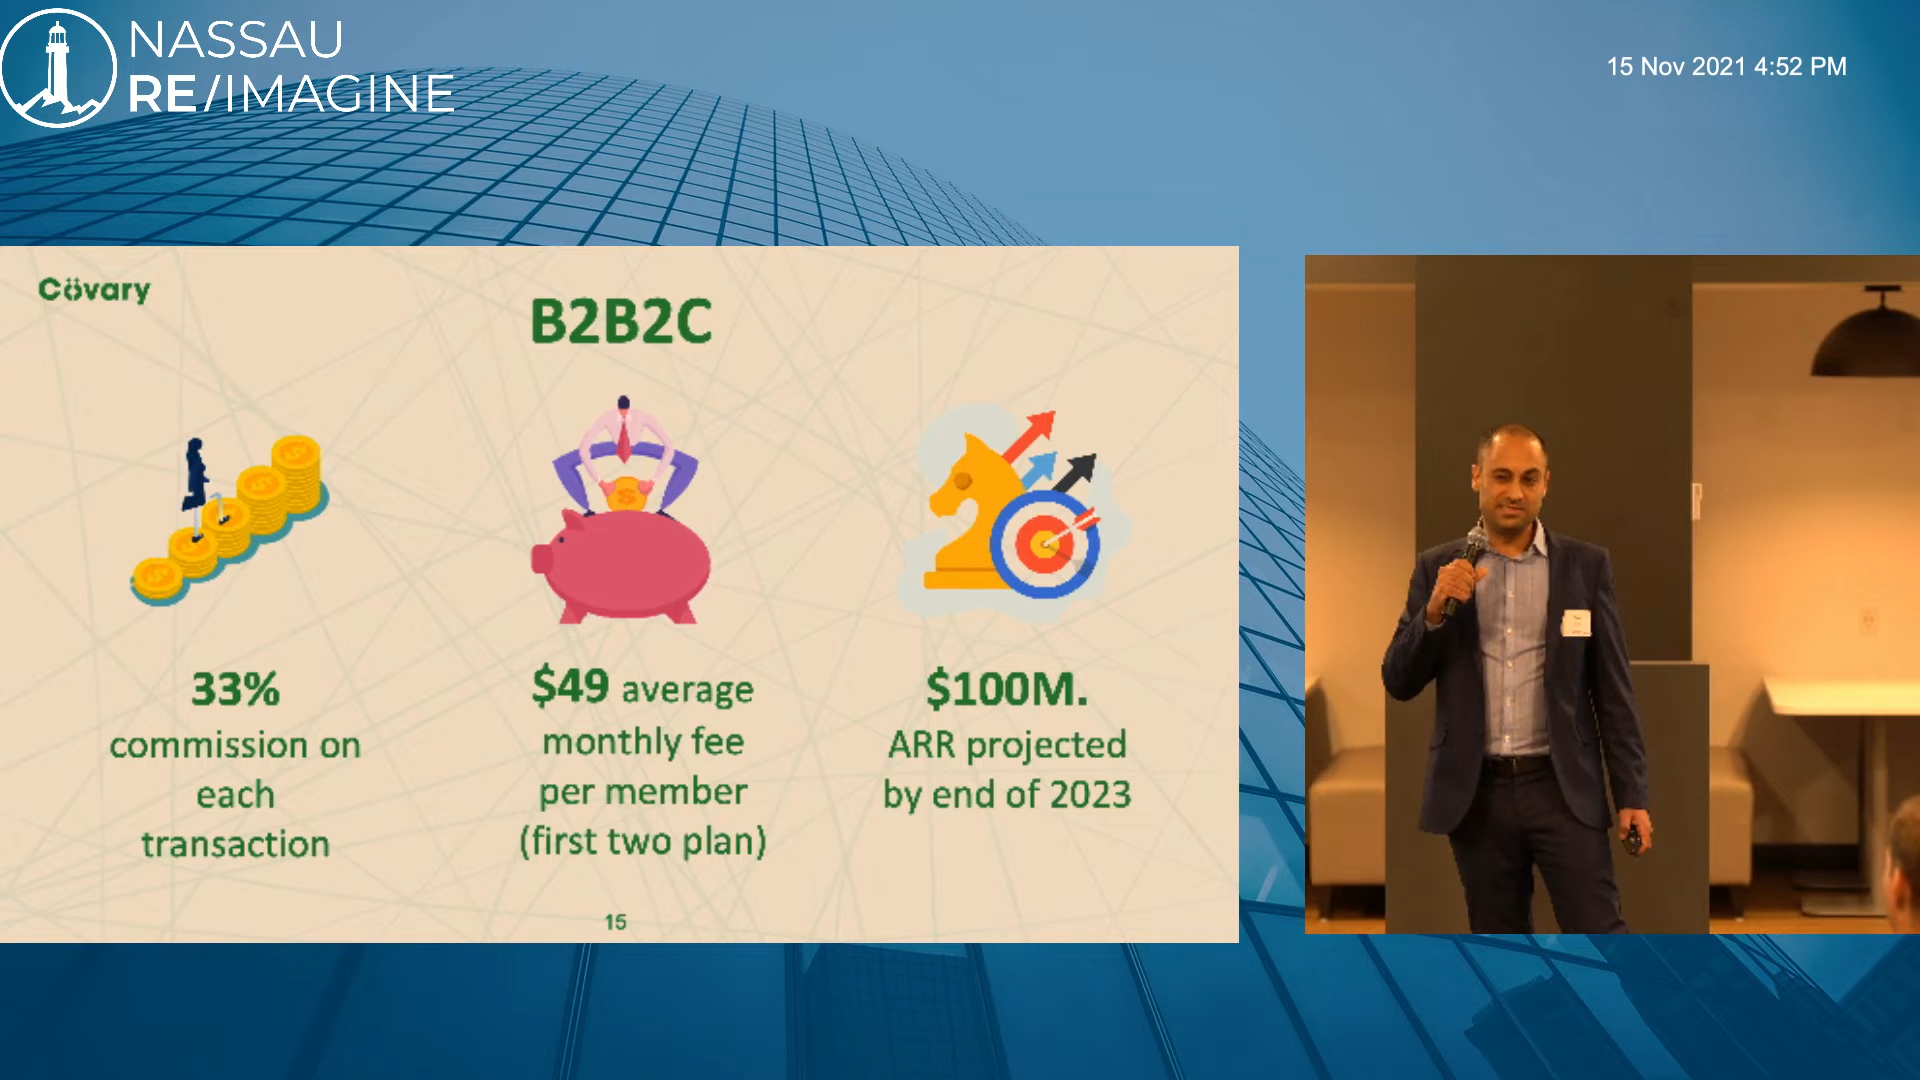 NASSAU
RE/IMAGINE
15 Nov 2021 4:52 PM
Cövary
B2B2C
33%
commission on
each
transaction
$49 average
monthly fee
per member
(first two plan)
$100M.
ARR projected
by end of 2023
15